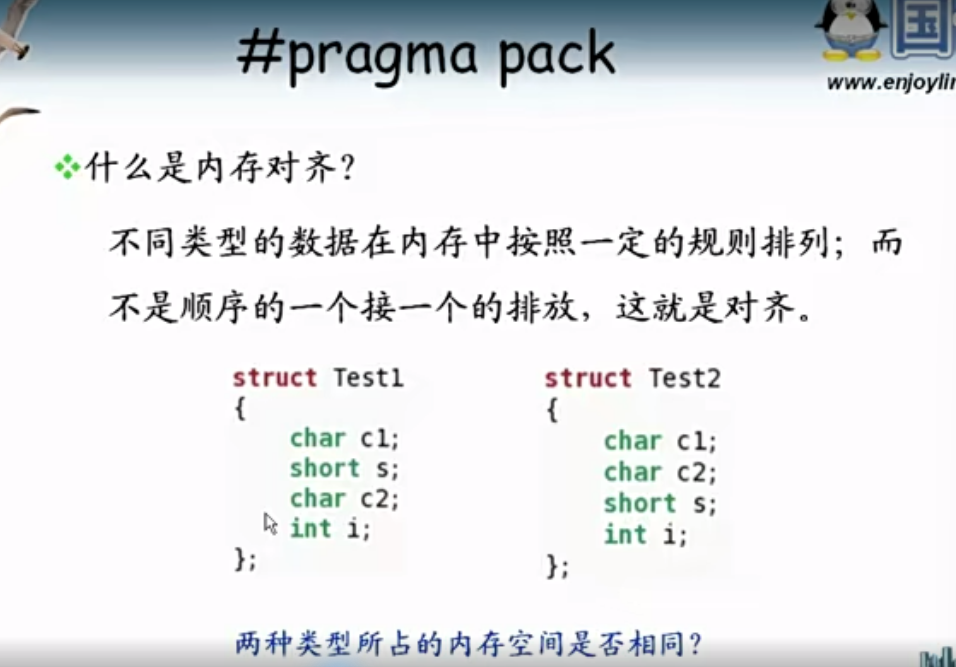 #pragma pack
国
www.enjoylin
什么是内存对齐？
不同类型的数据在内存中按照一定的规则排列；而
不是顺序的一个接一个的排放，这就是对齐。
struct Test1
{
char c1;
short s;
char c2;
int i;
};
struct Test2
{
char c1;
char c2;
short s;
int i;
};
两种类型所占的内存空间是否相同？